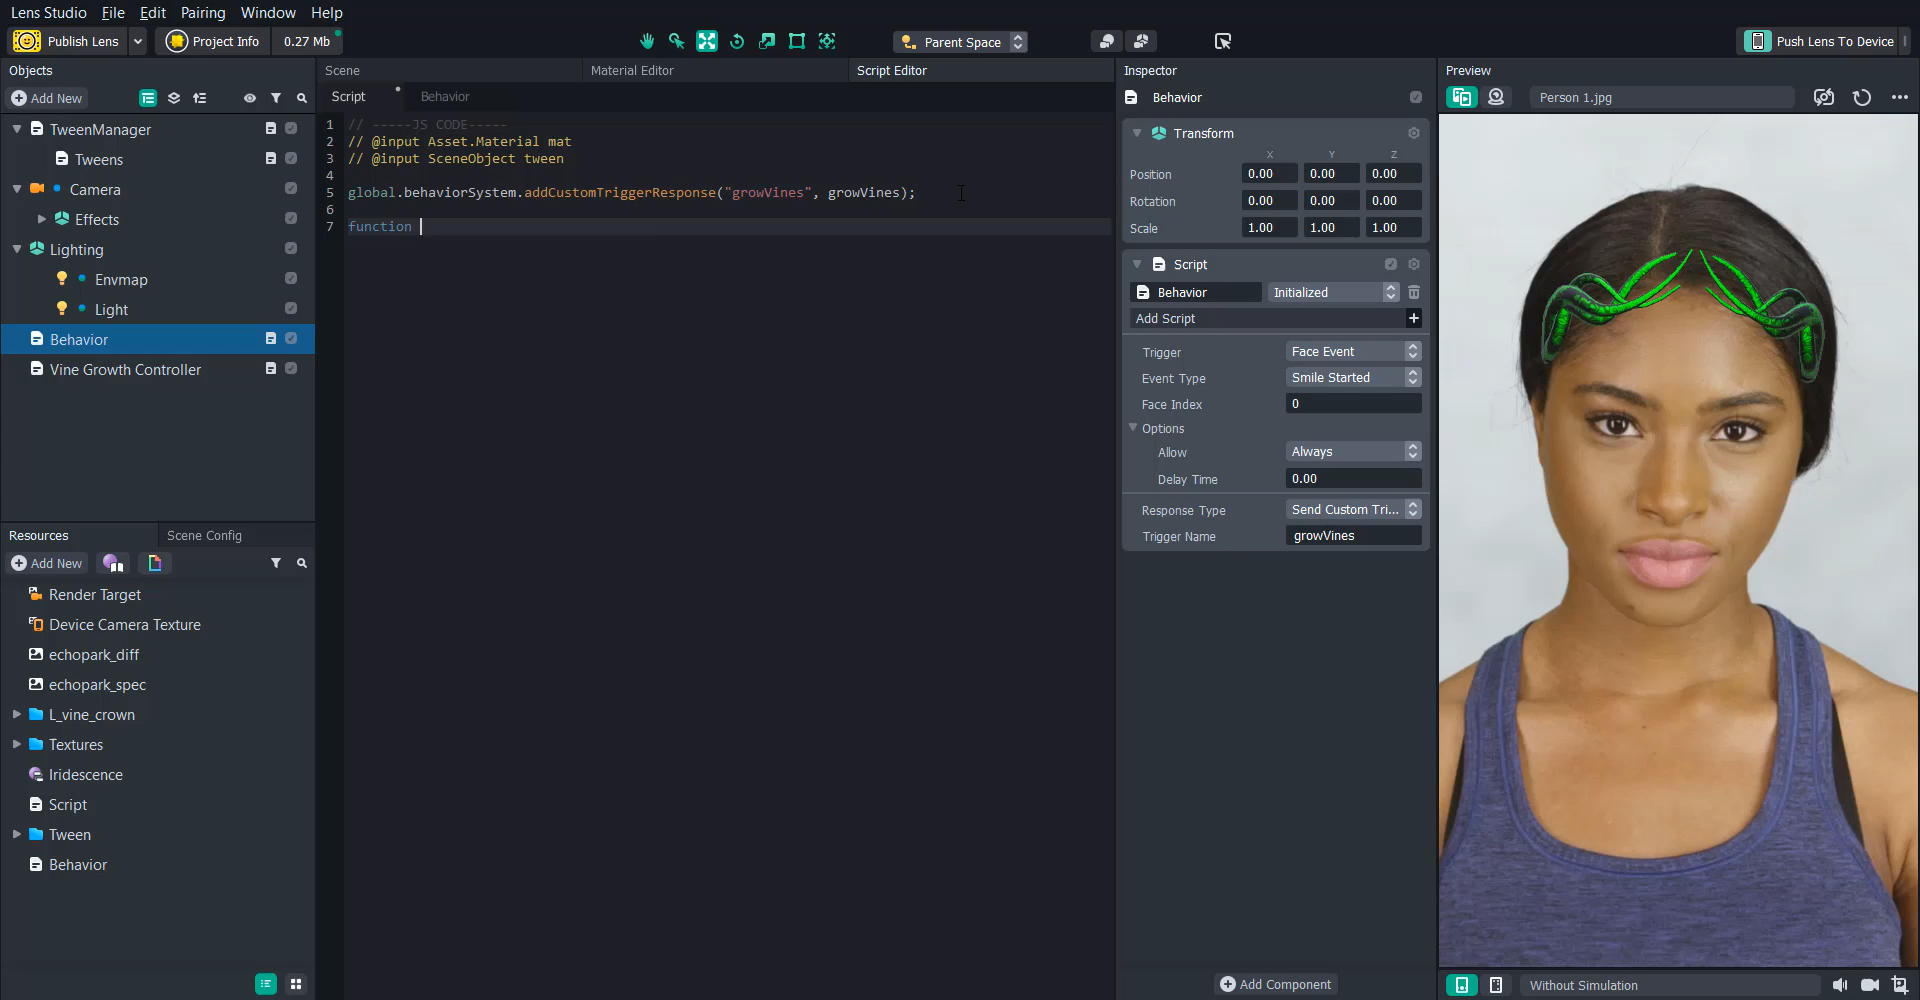 Lens Studio File Edit Pairing Window Help
Publish Lens Project Info 0.27 Mb Parent Space Push Lens To Device
Objects
Add New
TweenManager
Tweens
Camera
Effects
Lighting
Envmap
Light
Behavior
Vine Growth Controller
Resources Scene Config
Add New
Render Target
Device Camera Texture
echopark_diff
echopark_spec
L_vine_crown
Textures
Iridescence
Script
Tween
Behavior
Scene Material Editor Script Editor
Script Behavior
1 // -----JS CODE-----
2 // @input Asset.Material mat
3 // @input SceneObject tween
4
5 global.behaviorSystem.addCustomTriggerResponse("growVines", growVines);
6
7 function
Inspector
Behavior
Transform
X Y Z
Position 0.00 0.00 0.00
Rotation 0.00 0.00 0.00
Scale 1.00 1.00 1.00
Script
Behavior Initialized
Add Script
Trigger Face Event
Event Type Smile Started
Face Index 0
Options
Allow Always
Delay Time 0.00
Response Type Send Custom Tri...
Trigger Name growVines
Add Component
Preview
Person 1.jpg
Without Simulation